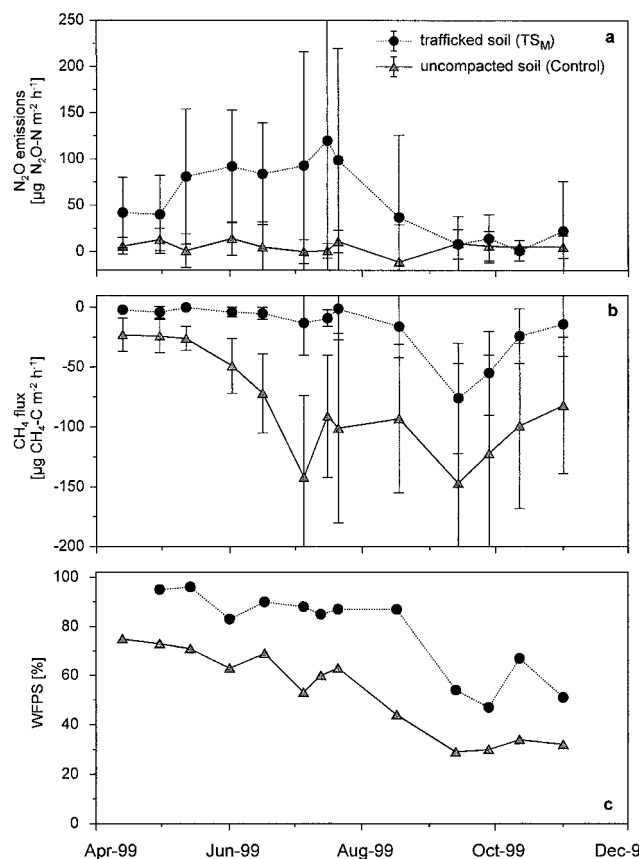 a
250
200
150
100
50
0
N₂O emissions
[µg N₂O-N m⁻² h⁻¹]
trafficked soil (TS_M)
uncompacted soil (Control)
b
0
-50
-100
-150
-200
CH₄ flux
[µg CH₄-C m⁻² h⁻¹]
100
80
60
40
20
0
WFPS [%]
c
Apr-99 Jun-99 Aug-99 Oct-99 Dec-9